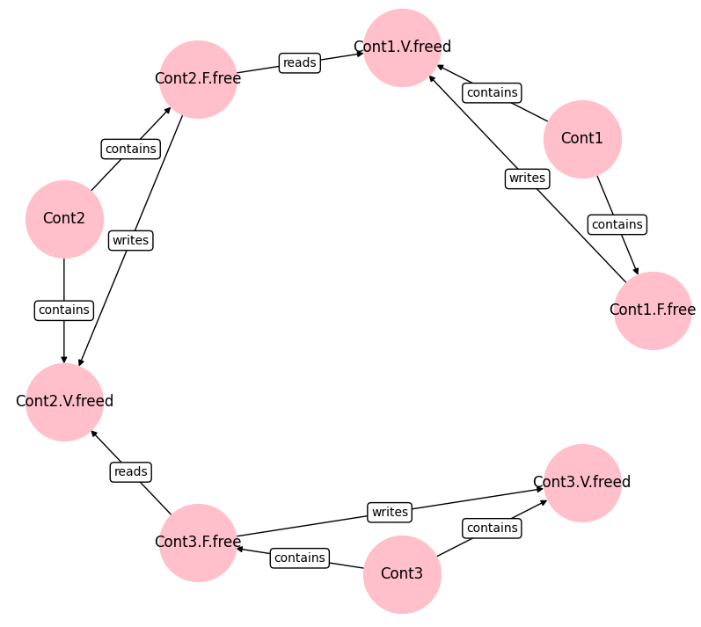 Cont1.V.freed
reads
Cont2.F.free
contains
Cont1
contains
writes
Cont2
contains
writes
contains
contains
Cont1.F.free
Cont2.V.freed
reads
Cont3.V.freed
writes
contains
Cont3.F.free
contains
Cont3